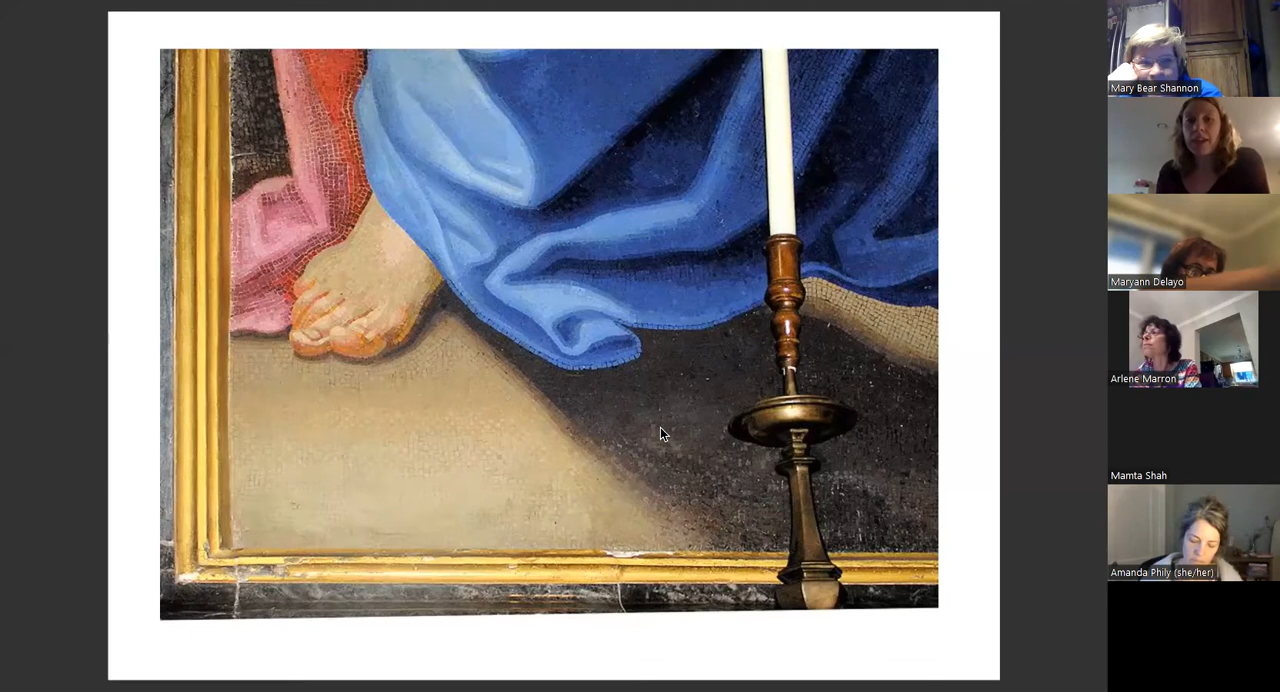 Mary Bear Shannon
Maryann Delayo
Arlene Marron
Mamta Shah
Amanda Phily (she/her)